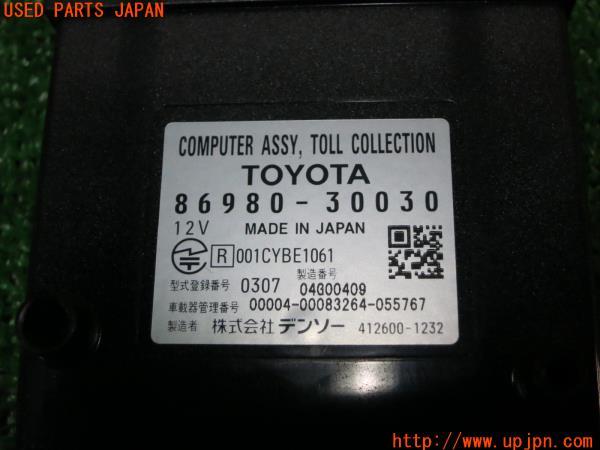 USED PARTS JAPAN
COMPUTER ASSY, TOLL COLLECTION
TOYOTA
86980-30030
12V MADE IN JAPAN
R 001CYBE1061
型式登録番号 0307 製造番号 04G00409
車載器管理番号 00004-00083264-055767
製造者 株式会社 デンソー 412600-1232
http://www.upjpn.com/